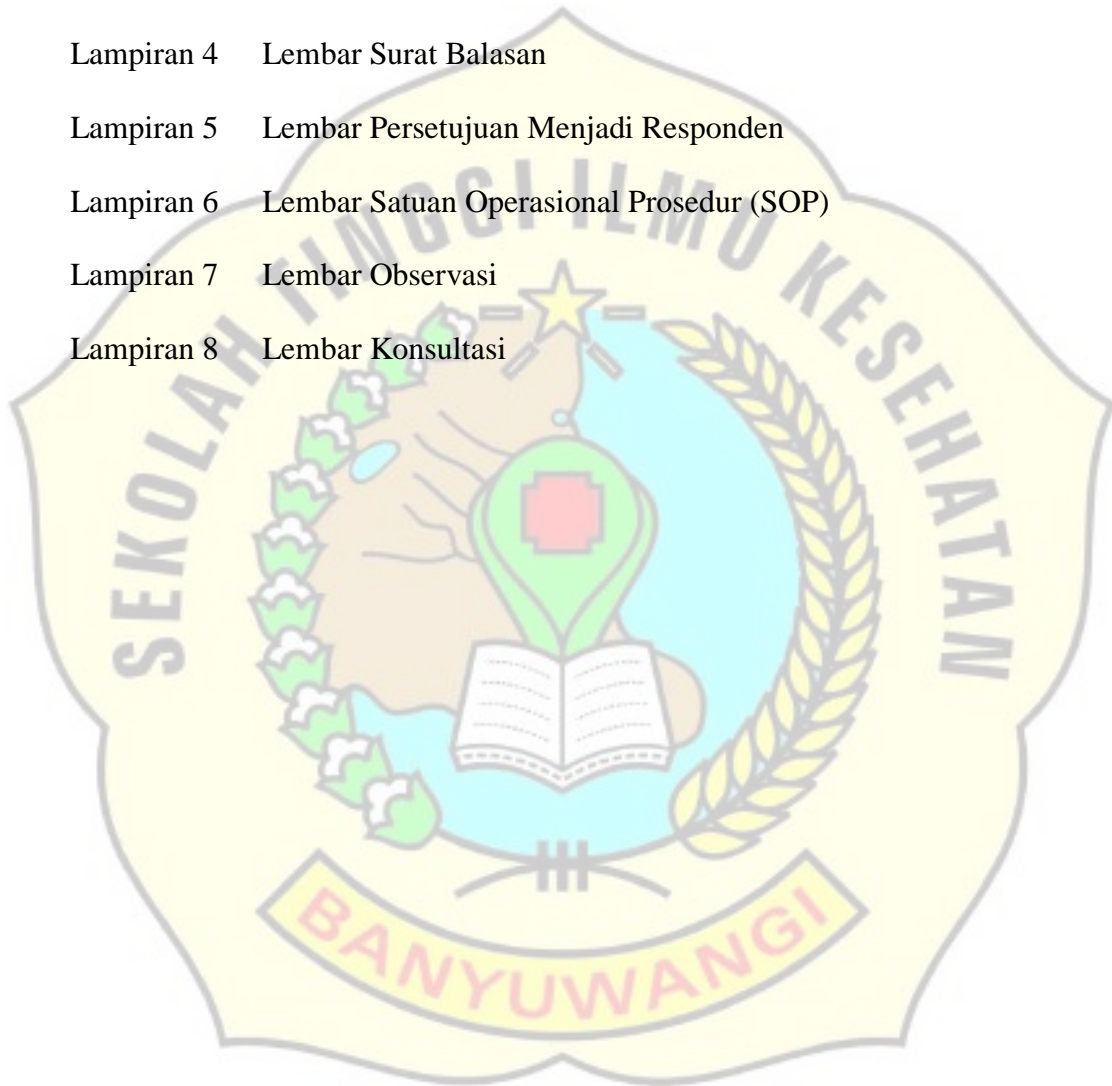 Lampiran 4 Lembar Surat Balasan
Lampiran 5 Lembar Persetujuan Menjadi Responden
Lampiran 6 Lembar Satuan Operasional Prosedur (SOP)
Lampiran 7 Lembar Observasi
Lampiran 8 Lembar Konsultasi
SEKOLAH TINGGI ILMU KESEHATAN
BANYUWANGI